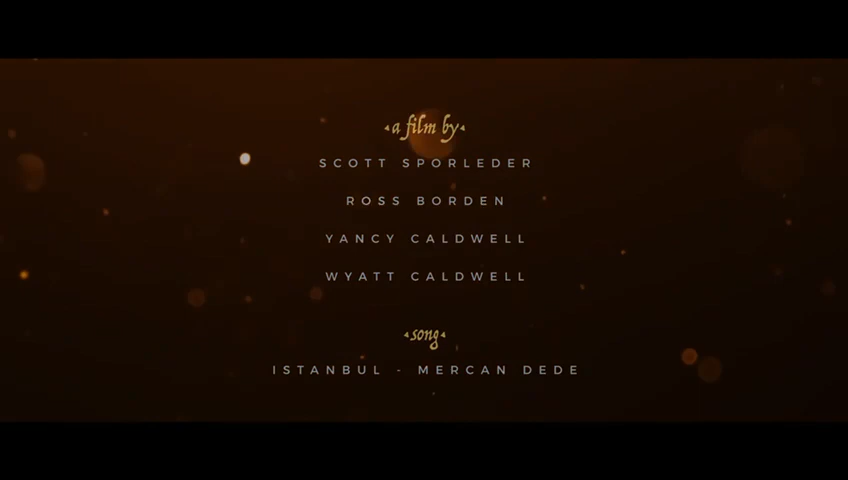 a film by
SCOTT SPORLEDER
ROSS BORDEN
YANCY CALDWELL
WYATT CALDWELL
song
ISTANBUL - MERCAN DEDE